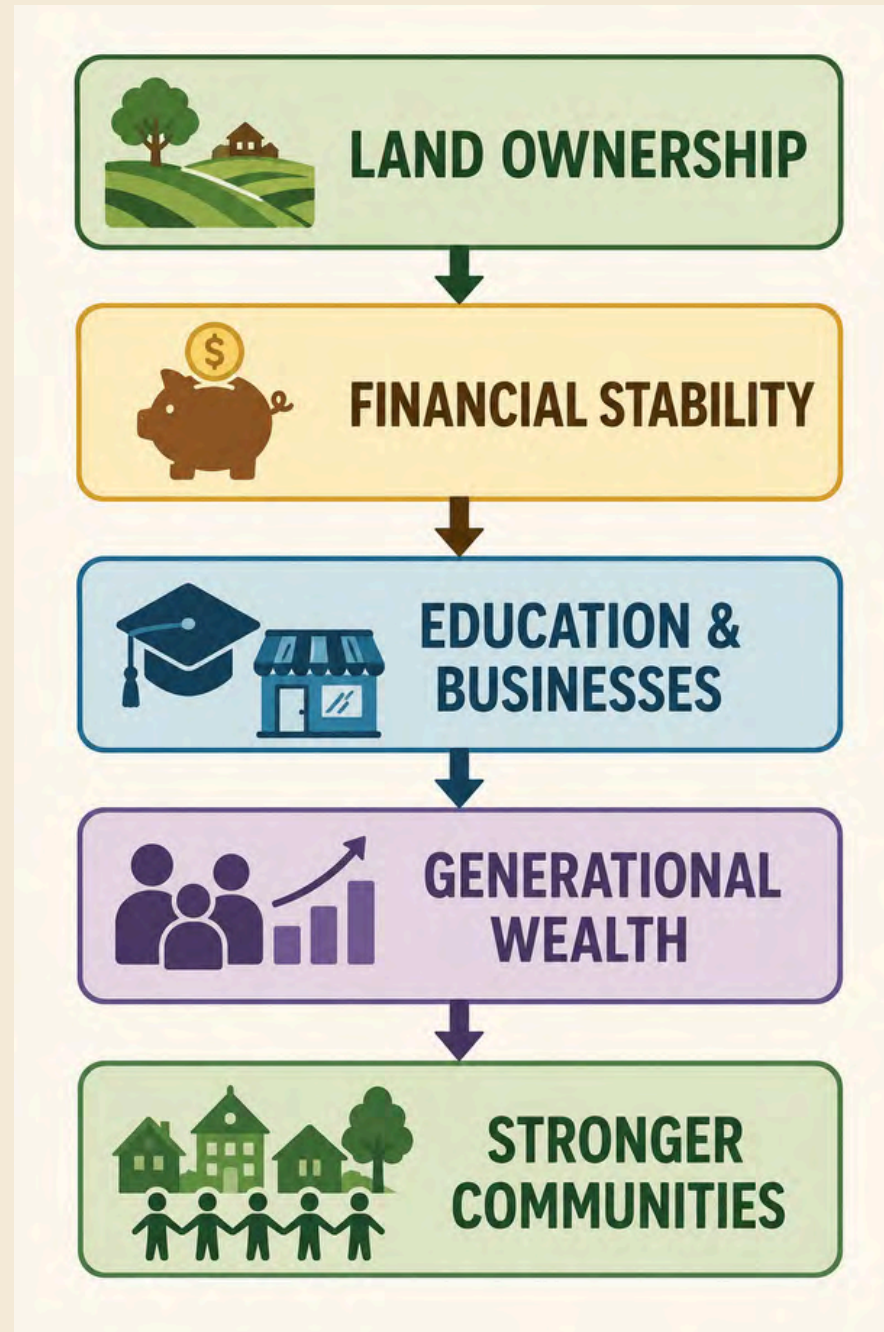 LAND OWNERSHIP
$
FINANCIAL STABILITY
EDUCATION &
BUSINESSES
GENERATIONAL
WEALTH
STRONGER
COMMUNITIES